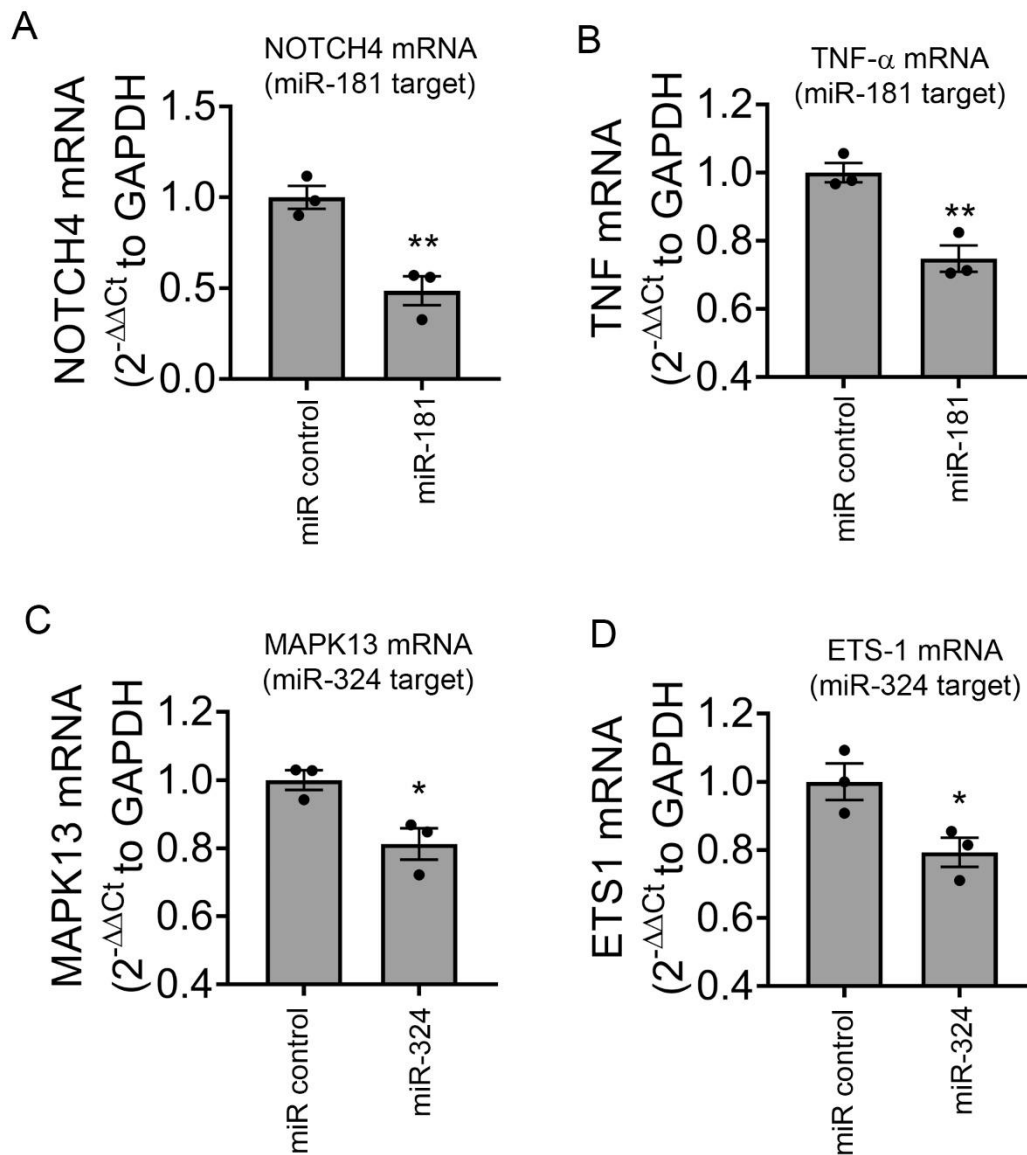 A
NOTCH4 mRNA
(miR-181 target)
NOTCH4 mRNA
(2-ΔΔCt to GAPDH
1.5
1.0
0.5
0.0
**
miR control
miR-181
B
TNF-α mRNA
(miR-181 target)
TNF mRNA
(2-ΔΔCt to GAPDH
1.2
1.0
0.8
0.6
0.4
**
miR control
miR-181
C
MAPK13 mRNA
(miR-324 target)
MAPK13 mRNA
(2-ΔΔCt to GAPDH
1.2
1.0
0.8
0.6
0.4
*
miR control
miR-324
D
ETS-1 mRNA
(miR-324 target)
ETS1 mRNA
(2-ΔΔCt to GAPDH
1.2
1.0
0.8
0.6
0.4
*
miR control
miR-324